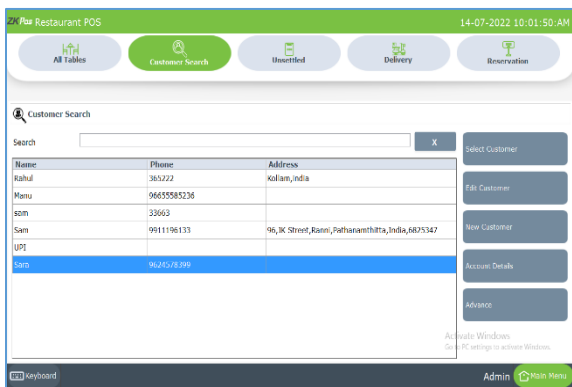 ZKPos Restaurant POS 14-07-2022 10:01:50:AM
All Tables Customer Search Unsettled Delivery Reservation
Customer Search
Search X
Select Customer
Name Phone Address
Rahul 365222 Kollam,India
Edit Customer
Manu 96655585236
sam 33663
New Customer
Sam 9911196133 96,JK Street,Ranni,Pathanamthitta,India,6825347
UPI
Sara 9624578399
Account Details
Advance
Activate Windows
Go to PC settings to activate Windows.
Keyboard Admin Main Menu